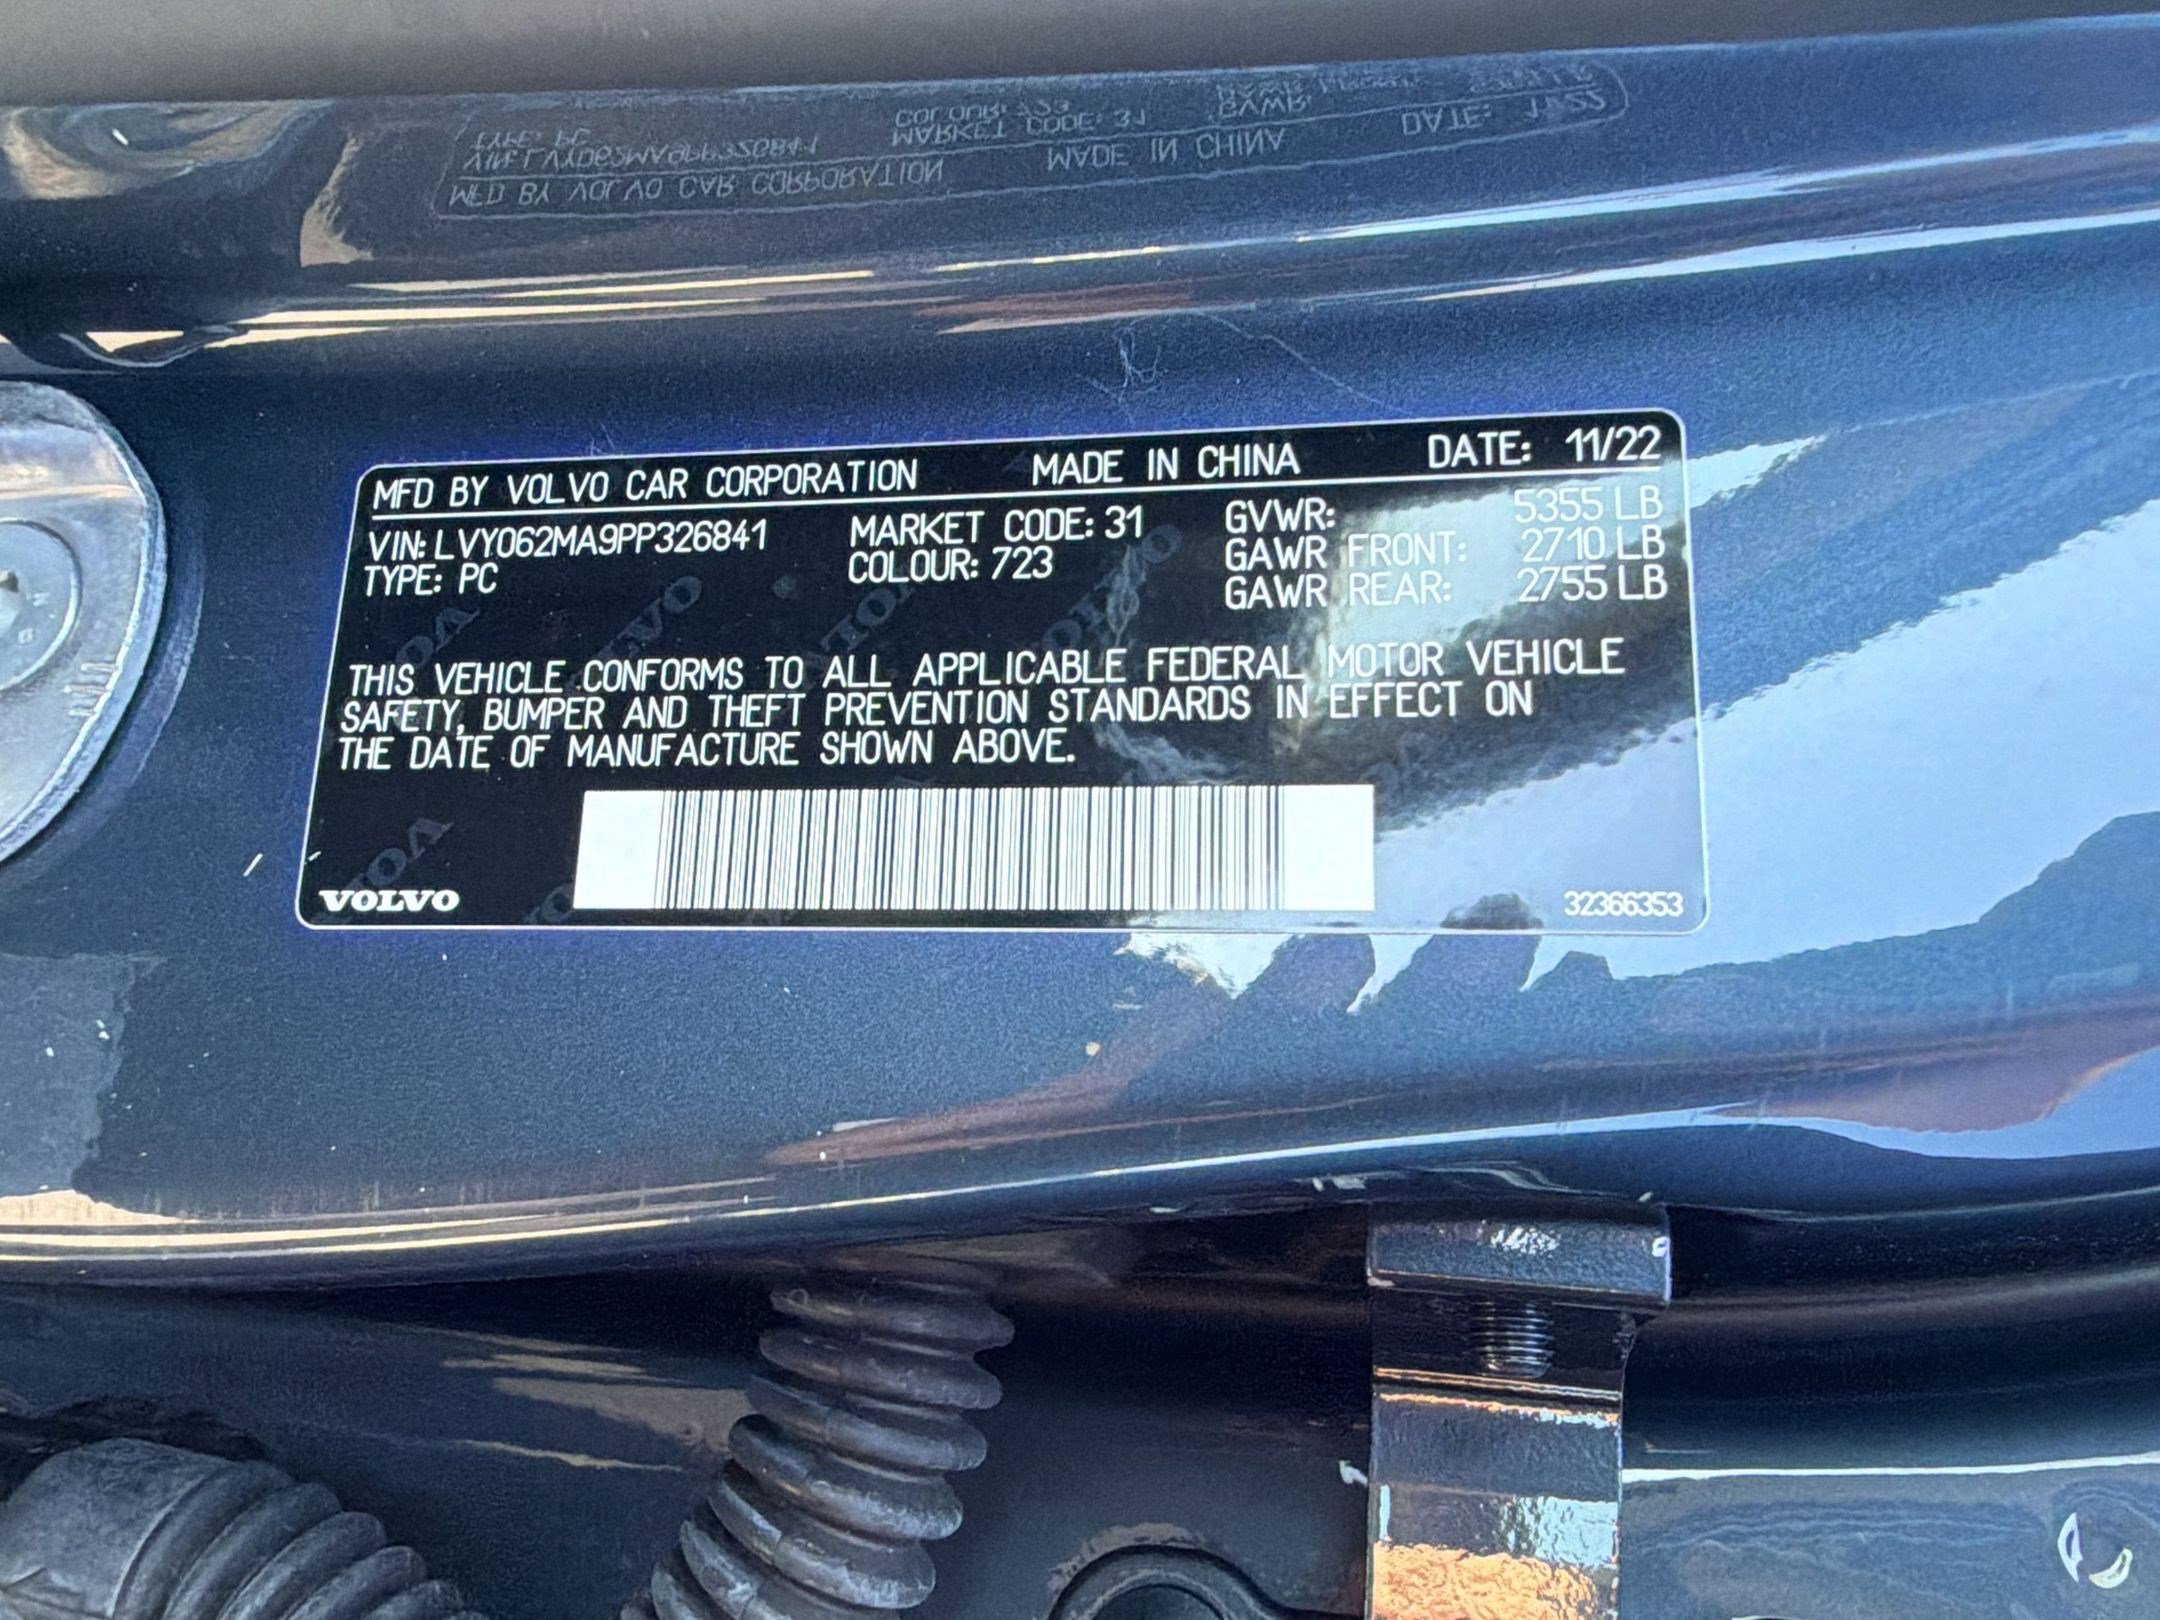 MFD BY VOLVO CAR CORPORATION MADE IN CHINA DATE: 11/22
VIN: LVY062MA9PP326841 MARKET CODE: 31 GVWR: 5355 LB
TYPE: PC COLOUR: 723 GAWR FRONT: 2710 LB
GAWR REAR: 2755 LB
THIS VEHICLE CONFORMS TO ALL APPLICABLE FEDERAL MOTOR VEHICLE
SAFETY, BUMPER AND THEFT PREVENTION STANDARDS IN EFFECT ON
THE DATE OF MANUFACTURE SHOWN ABOVE.
VOLVO
32366353